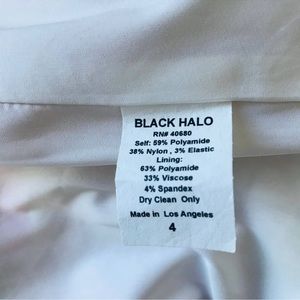 BLACK HALO
RN# 40680
Self: 59% Polyamide
38% Nylon , 3% Elastic
Lining:
63% Polyamide
33% Viscose
4% Spandex
Dry Clean Only
Made in Los Angeles
4